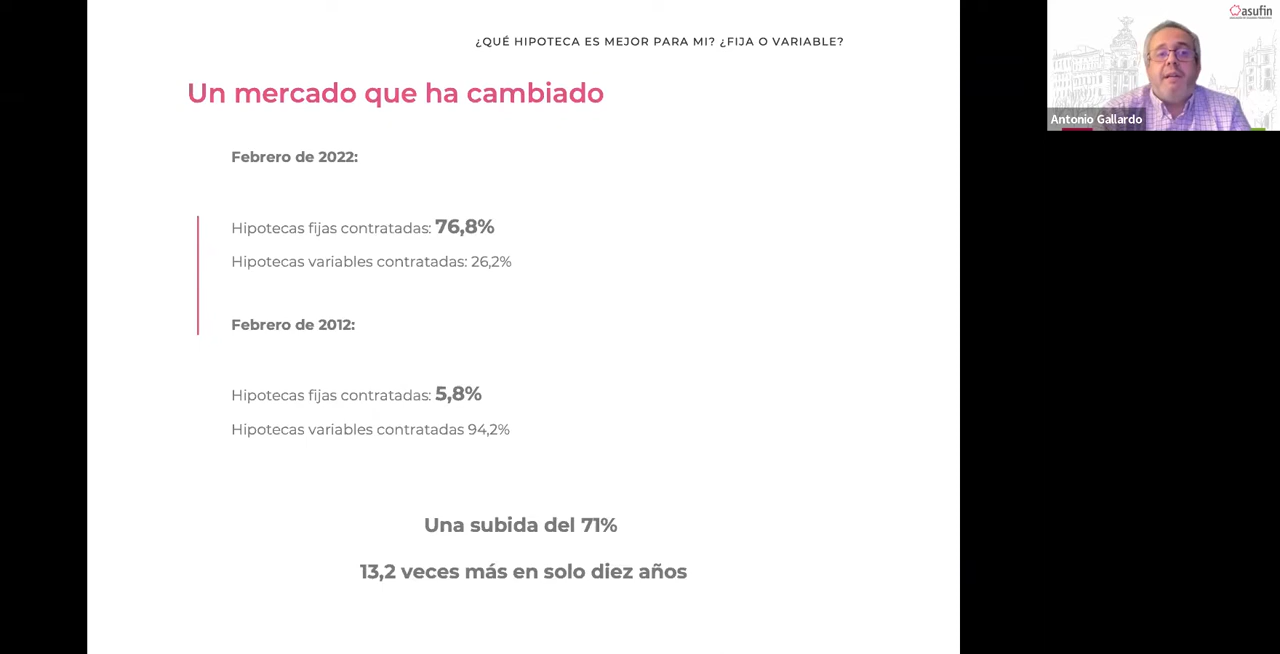 ¿QUÉ HIPOTECA ES MEJOR PARA MI? ¿FIJA O VARIABLE?
Un mercado que ha cambiado
Febrero de 2022:
Hipotecas fijas contratadas: 76,8%
Hipotecas variables contratadas: 26,2%
Febrero de 2012:
Hipotecas fijas contratadas: 5,8%
Hipotecas variables contratadas 94,2%
Una subida del 71%
13,2 veces más en solo diez años
asufin
Antonio Gallardo